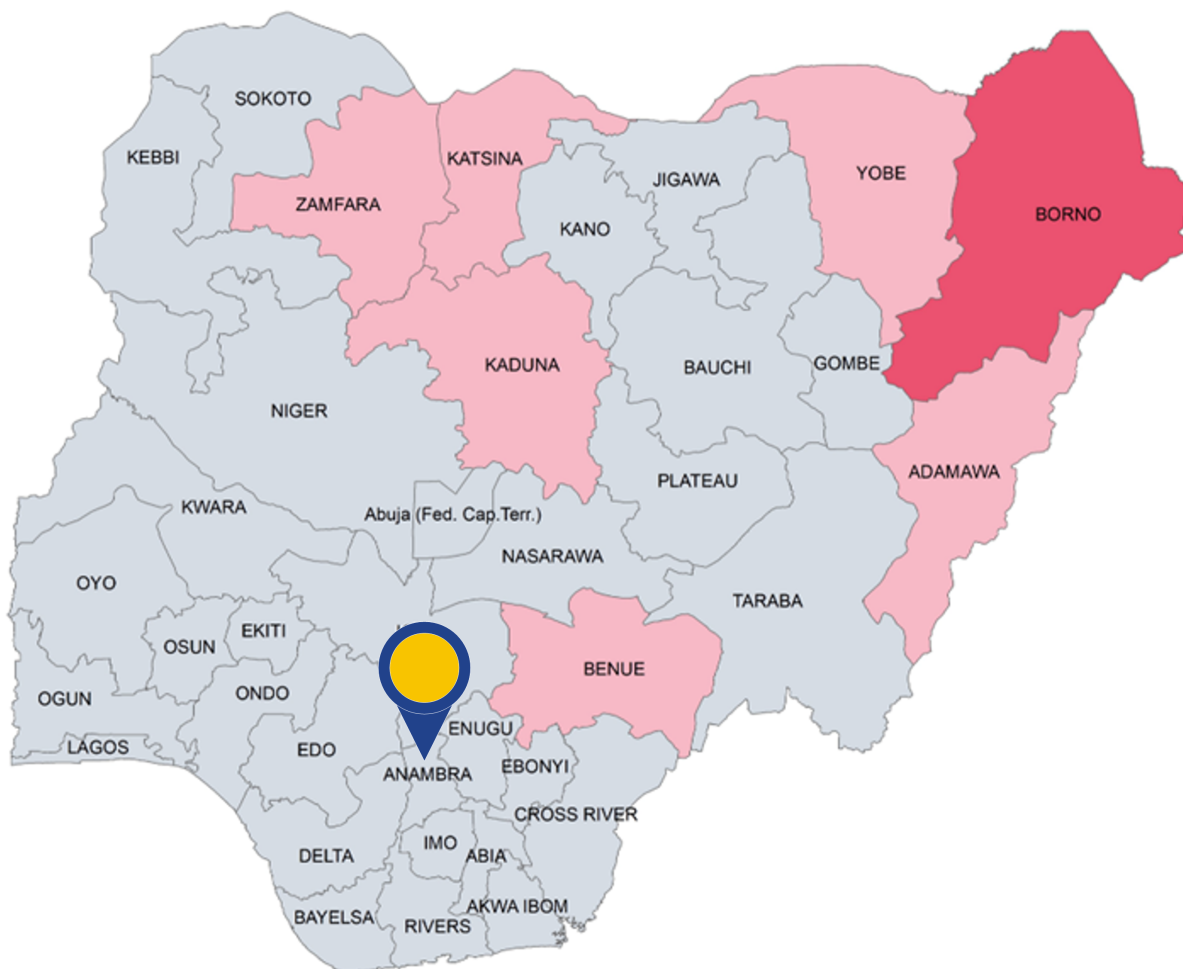 SOKOTO
KEBBI
KATSINA
ZAMFARA
JIGAWA
YOBE
KANO
BORNO
KADUNA
BAUCHI
GOMBE
NIGER
ADAMAWA
PLATEAU
KWARA
Abuja (Fed. Cap.Terr.)
NASARAWA
OYO
TARABA
EKITI
OSUN
BENUE
OGUN
ONDO
ENUGU
LAGOS
EDO
EBONYI
ANAMBRA
CROSS RIVER
IMO
DELTA
ABIA
AKWA IBOM
BAYELSA
RIVERS